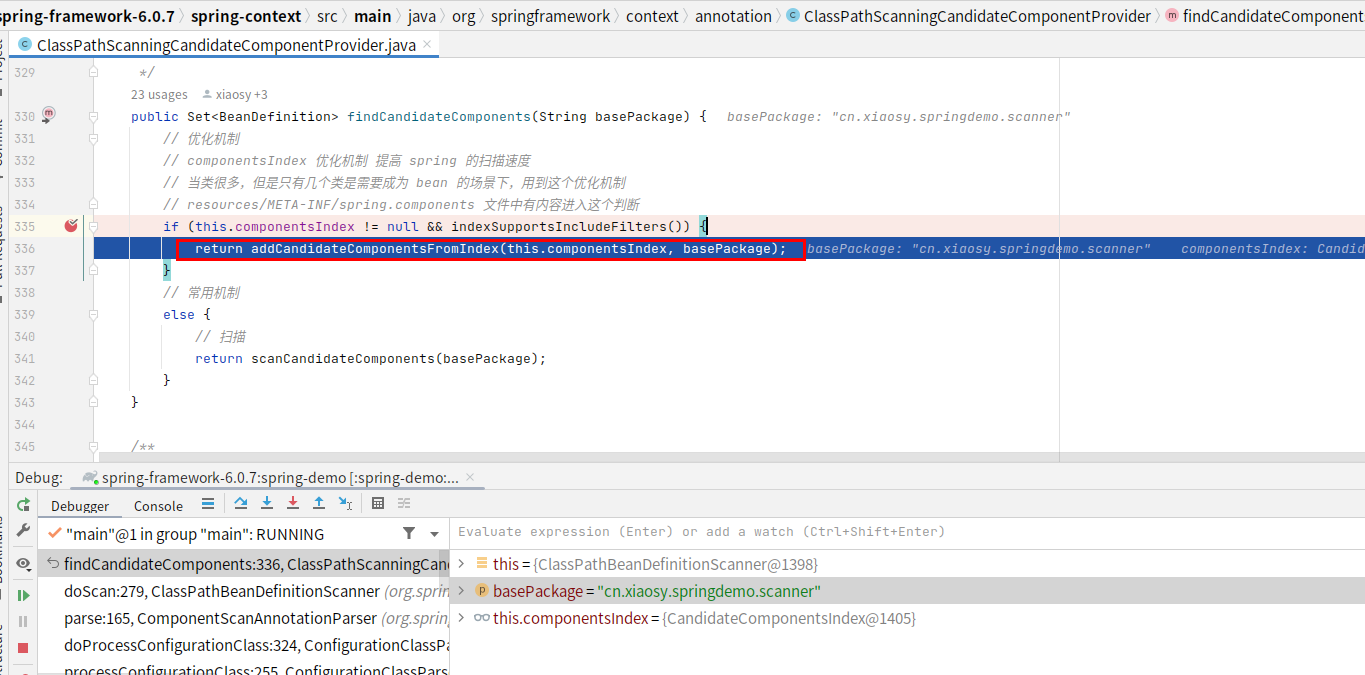 spring-framework-6.0.7 › spring-context › src › main › java › org › springframework › context › annotation › ClassPathScanningCandidateComponentProvider › findCandidateComponent
ClassPathScanningCandidateComponentProvider.java ×
329 */
23 usages xiaosy +3
330 public Set<BeanDefinition> findCandidateComponents(String basePackage) { basePackage: "cn.xiaosy.springdemo.scanner"
331 // 优化机制
332 // componentsIndex 优化机制 提高 spring 的扫描速度
333 // 当类很多，但是只有几个类是需要成为 bean 的场景下，用到这个优化机制
334 // resources/META-INF/spring.components 文件中有内容进入这个判断
335 if (this.componentsIndex != null && indexSupportsIncludeFilters()) {
336 return addCandidateComponentsFromIndex(this.componentsIndex, basePackage); basePackage: "cn.xiaosy.springdemo.scanner" componentsIndex: Candid
337 }
338 // 常用机制
339 else {
340 // 扫描
341 return scanCandidateComponents(basePackage);
342 }
343 }
344
345 /**
Debug: spring-framework-6.0.7:spring-demo [:spring-demo:... ×
Debugger Console
"main"@1 in group "main": RUNNING
Evaluate expression (Enter) or add a watch (Ctrl+Shift+Enter)
findCandidateComponents:336, ClassPathScanningCan
this = {ClassPathBeanDefinitionScanner@1398}
doScan:279, ClassPathBeanDefinitionScanner (org.sprin
basePackage = "cn.xiaosy.springdemo.scanner"
parse:165, ComponentScanAnnotationParser (org.spring
this.componentsIndex = {CandidateComponentsIndex@1405}
doProcessConfigurationClass:324, ConfigurationClassPa
processConfigurationClass:255, ConfigurationClassPars